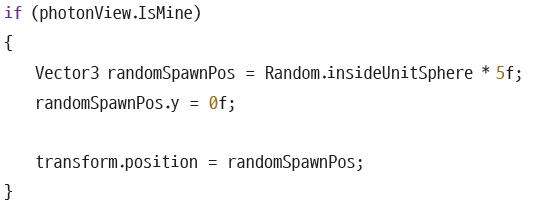 if (photonView.IsMine)
{
    Vector3 randomSpawnPos = Random.insideUnitSphere * 5f;
    randomSpawnPos.y = 0f;

    transform.position = randomSpawnPos;
}